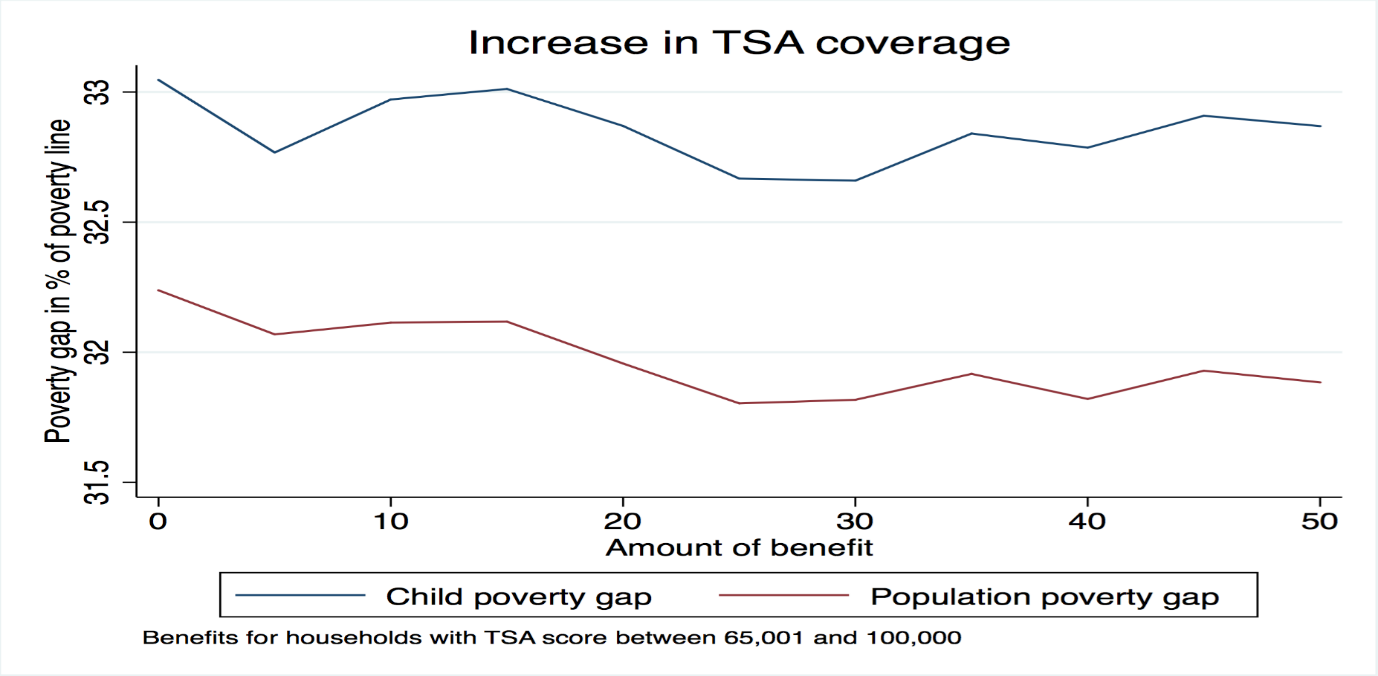 Increase in TSA coverage
Poverty gap in % of poverty line
33
32.5
32
31.5
0 10 20 30 40 50
Amount of benefit
Child poverty gap Population poverty gap
Benefits for households with TSA score between 65,001 and 100,000